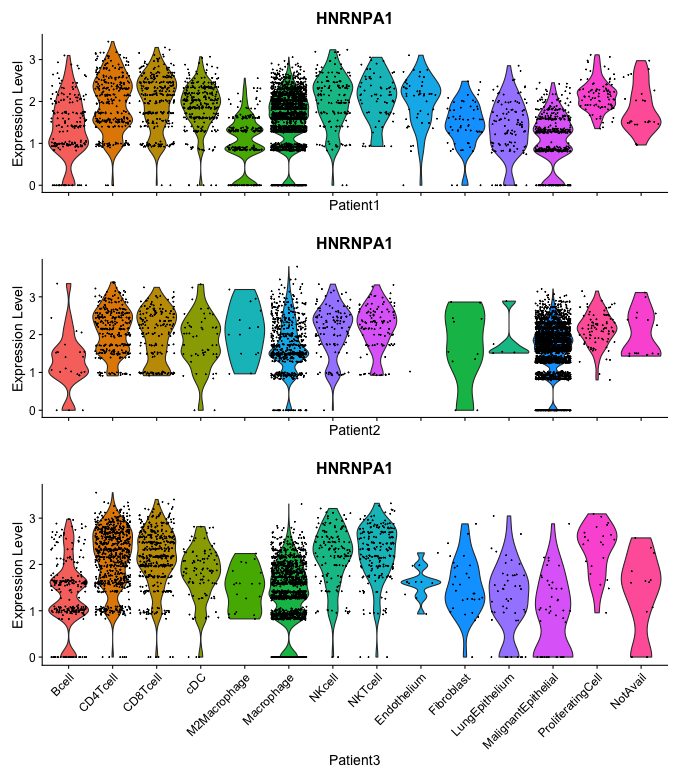 HNRNPA1
3
2
1
0
Expression Level
Patient1
HNRNPA1
3
2
1
0
Expression Level
Patient2
HNRNPA1
3
2
1
0
Expression Level
Bcell
CD4Tcell
CD8Tcell
cDC
M2Macrophage
Macrophage
NKcell
NKTcell
Endothelium
Fibroblast
LungEpithelium
MalignantEpithelial
ProliferatingCell
NotAvail
Patient3